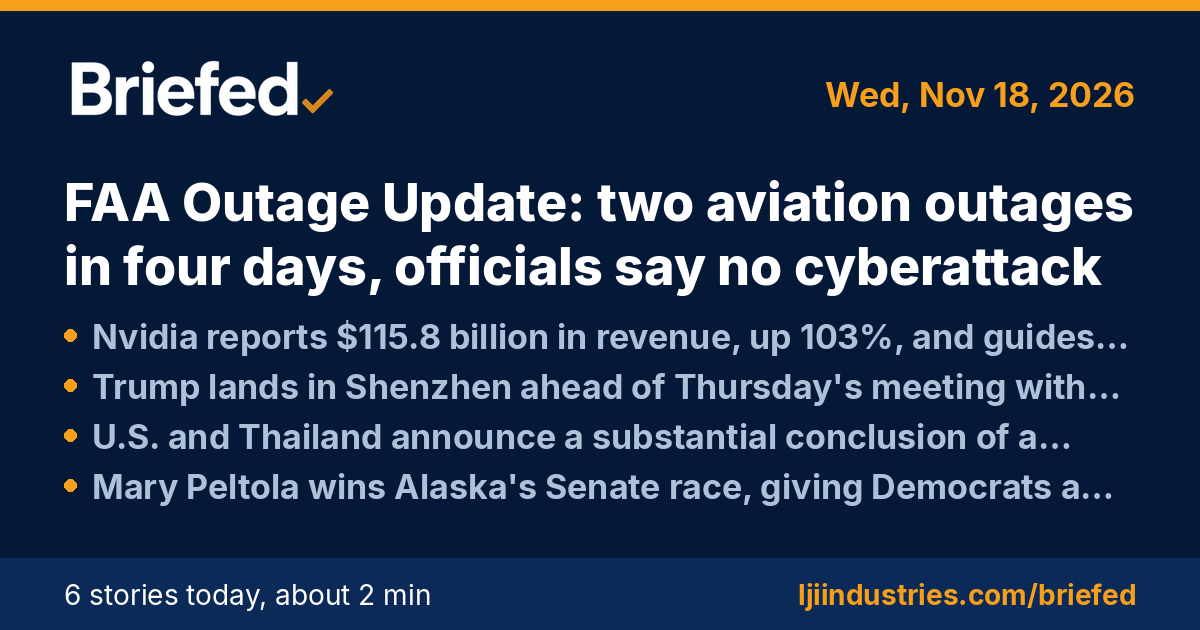 Briefed
Wed, Nov 18, 2026
FAA Outage Update: two aviation outages
in four days, officials say no cyberattack
Nvidia reports $115.8 billion in revenue, up 103%, and guides...
Trump lands in Shenzhen ahead of Thursday's meeting with...
U.S. and Thailand announce a substantial conclusion of a...
Mary Peltola wins Alaska's Senate race, giving Democrats a...
6 stories today, about 2 min
ljiindustries.com/briefed